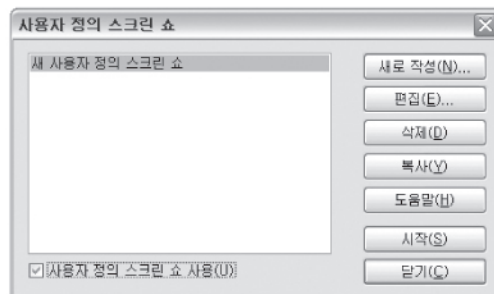 사용자 정의 스크린 쇼
새 사용자 정의 스크린 쇼
새로 작성(N)...
편집(E)...
삭제(D)
복사(Y)
도움말(H)
시작(S)
사용자 정의 스크린 쇼 사용(U)
닫기(C)